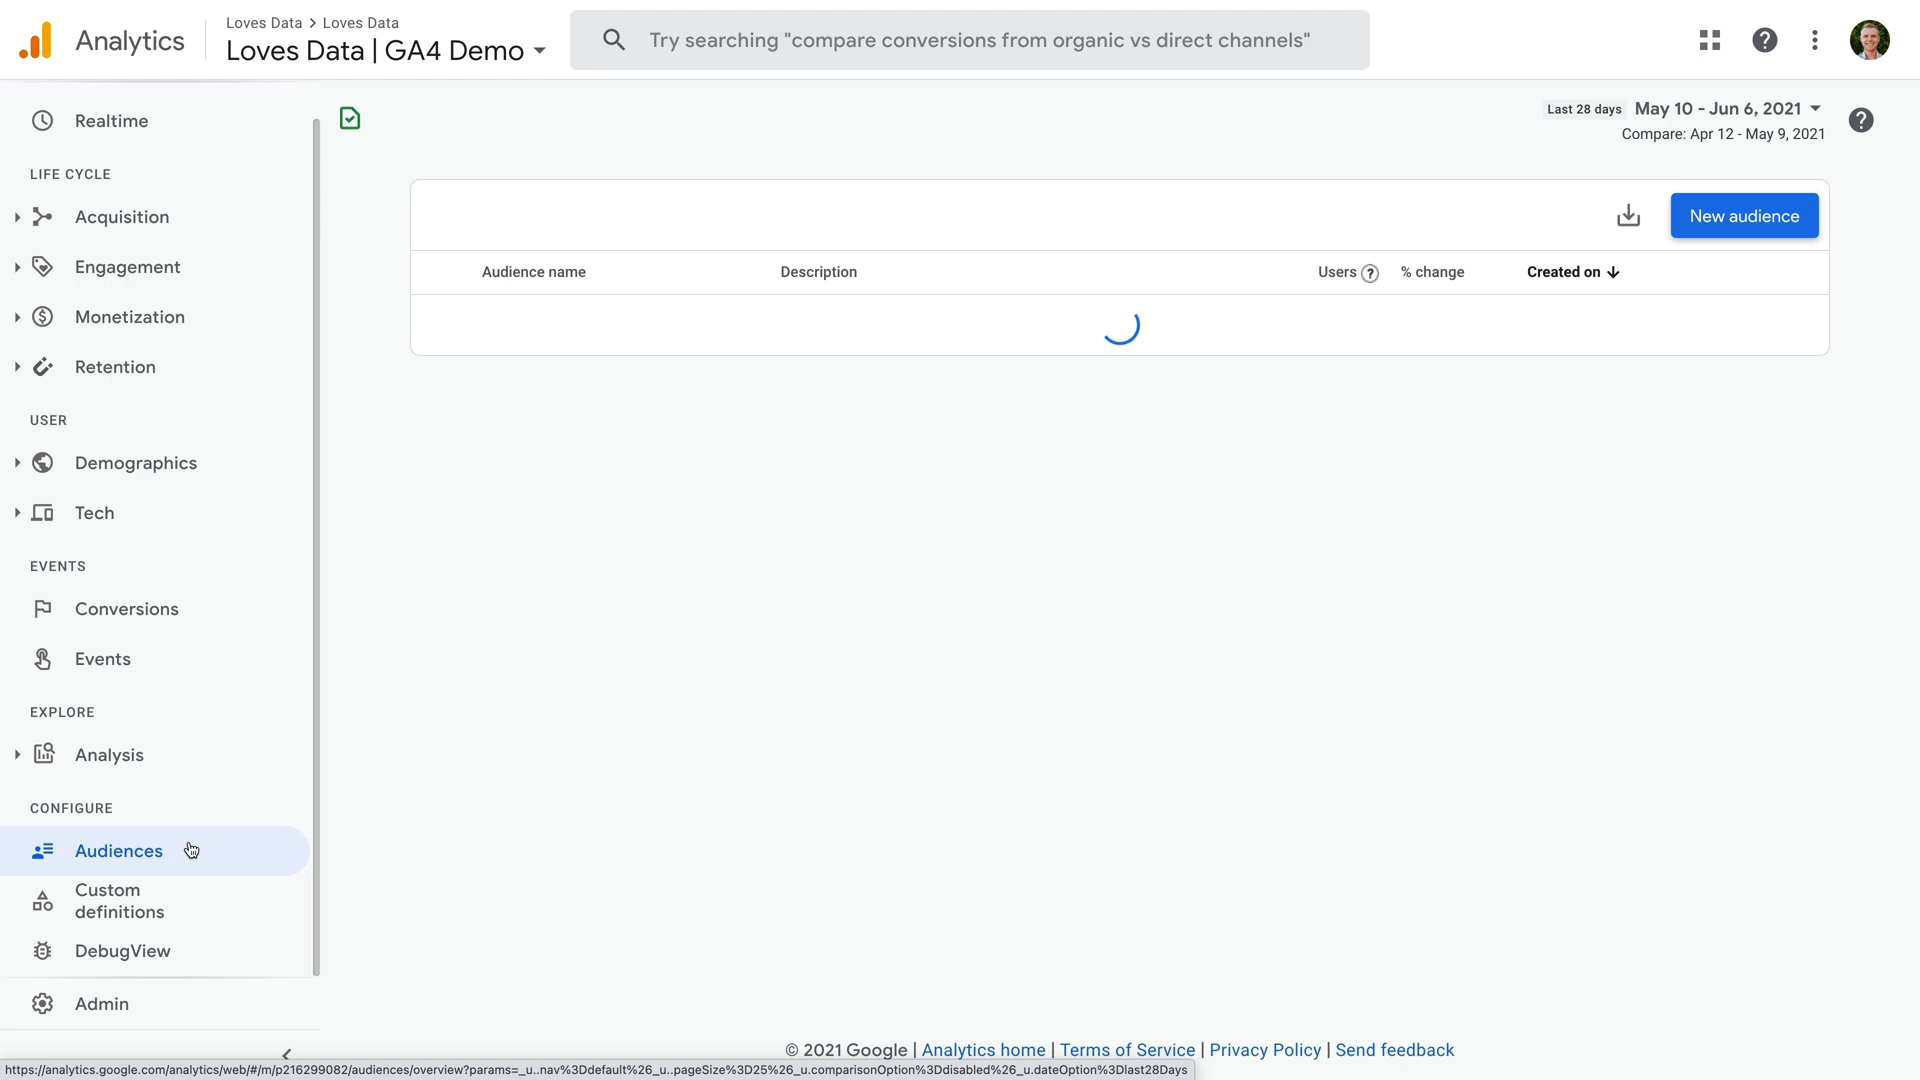 Analytics
Loves Data > Loves Data
Loves Data | GA4 Demo
Try searching "compare conversions from organic vs direct channels"
Realtime
LIFE CYCLE
Acquisition
Engagement
Monetization
Retention
USER
Demographics
Tech
EVENTS
Conversions
Events
EXPLORE
Analysis
CONFIGURE
Audiences
Custom
definitions
DebugView
Admin
Last 28 days May 10 - Jun 6, 2021
Compare: Apr 12 - May 9, 2021
New audience
Audience name Description Users % change Created on
© 2021 Google | Analytics home | Terms of Service | Privacy Policy | Send feedback
https://analytics.google.com/analytics/web/#/m/p216299082/audiences/overview?params=_u..nav%3Ddefault%26_u..pageSize%3D25%26_u.comparisonOption%3Ddisabled%26_u.dateOption%3Dlast28Days